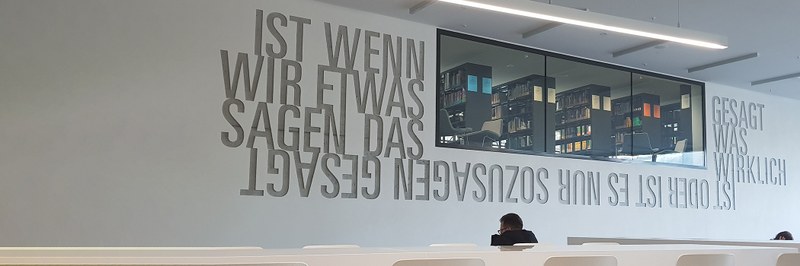 IST WENN
WIR ETWAS
SAGEN DAS
GESAGT
WAS
WIRKLICH
IST ODER IST ES NUR SOZUSAGEN GESAGT